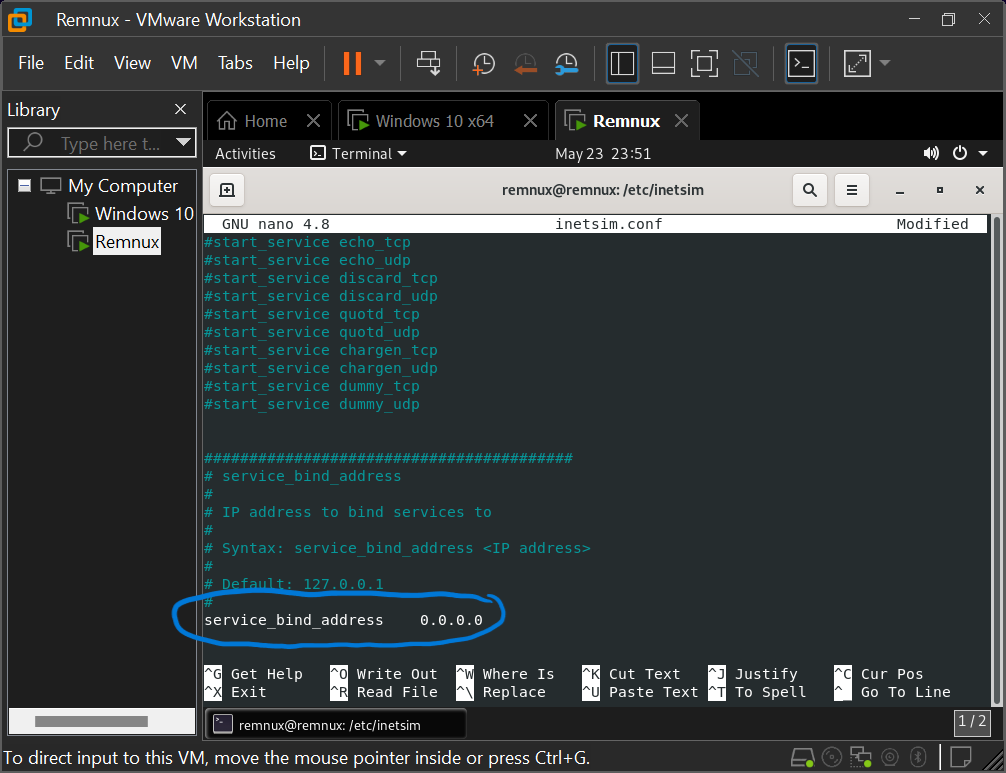 Remnux - VMware Workstation
File Edit View VM Tabs Help
Library
Type here t...
My Computer
Windows 10
Remnux
Home
Windows 10 x64
Remnux
Activities Terminal May 23 23:51
remnux@remnux: /etc/inetsim
GNU nano 4.8 inetsim.conf Modified
#start_service echo_tcp
#start_service echo_udp
#start_service discard_tcp
#start_service discard_udp
#start_service quotd_tcp
#start_service quotd_udp
#start_service chargen_tcp
#start_service chargen_udp
#start_service dummy_tcp
#start_service dummy_udp
#########################################
# service_bind_address
#
# IP address to bind services to
#
# Syntax: service_bind_address <IP address>
#
# Default: 127.0.0.1
#
service_bind_address 0.0.0.0
^G Get Help ^O Write Out ^W Where Is ^K Cut Text ^J Justify ^C Cur Pos
^X Exit ^R Read File ^\ Replace ^U Paste Text ^T To Spell ^_ Go To Line
remnux@remnux: /etc/inetsim
1/2
To direct input to this VM, move the mouse pointer inside or press Ctrl+G.